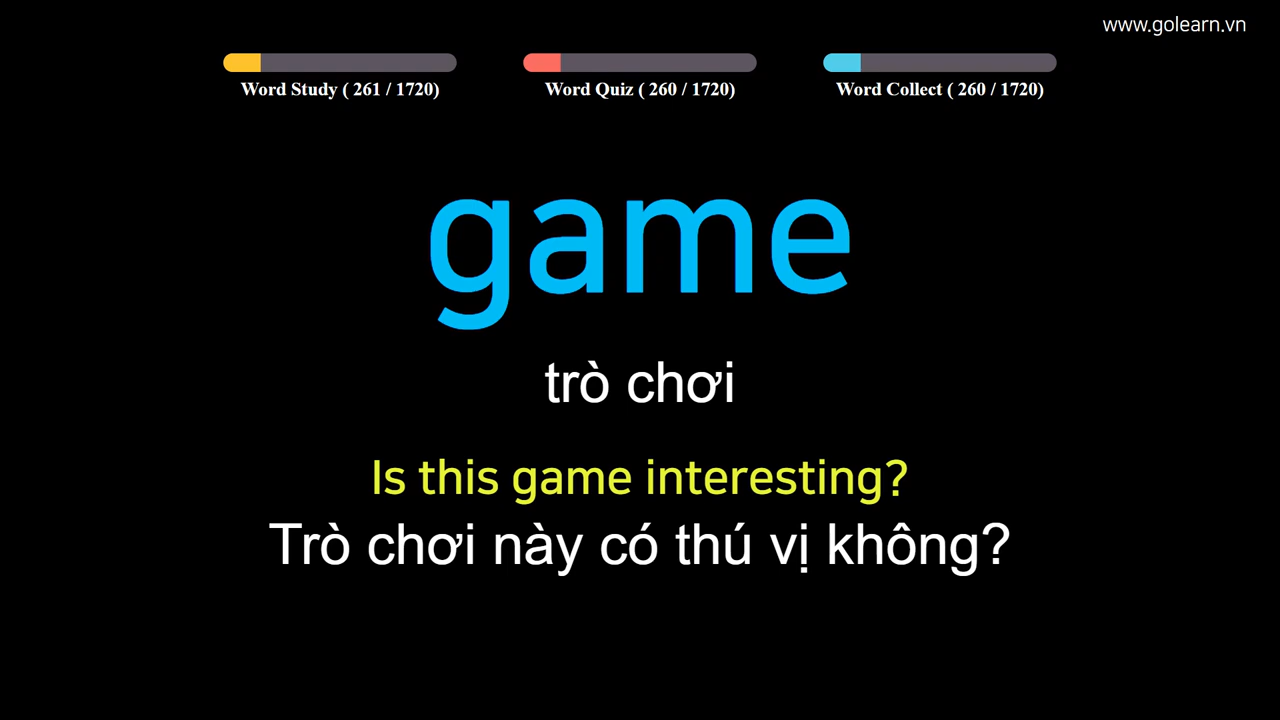 www.golearn.vn
Word Study ( 261 / 1720)
Word Quiz ( 260 / 1720)
Word Collect ( 260 / 1720)
game
trò chơi
Is this game interesting?
Trò chơi này có thú vị không?